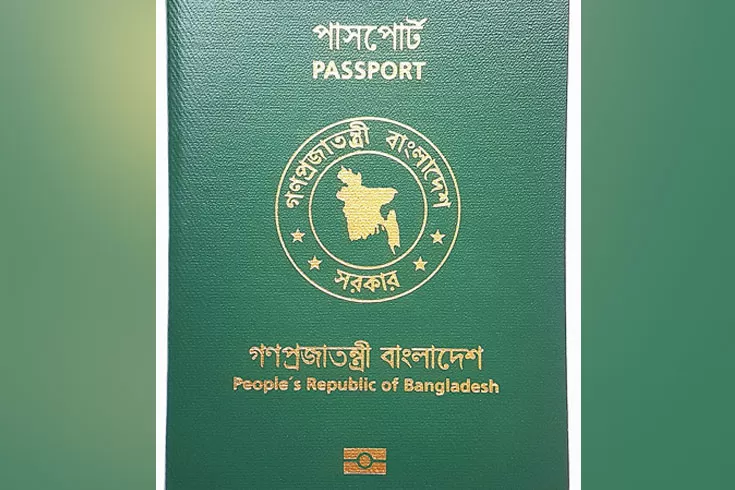 পাসপোর্ট
PASSPORT
গণপ্রজাতন্ত্রী বাংলাদেশ
সরকার
গণপ্রজাতন্ত্রী বাংলাদেশ
People's Republic of Bangladesh